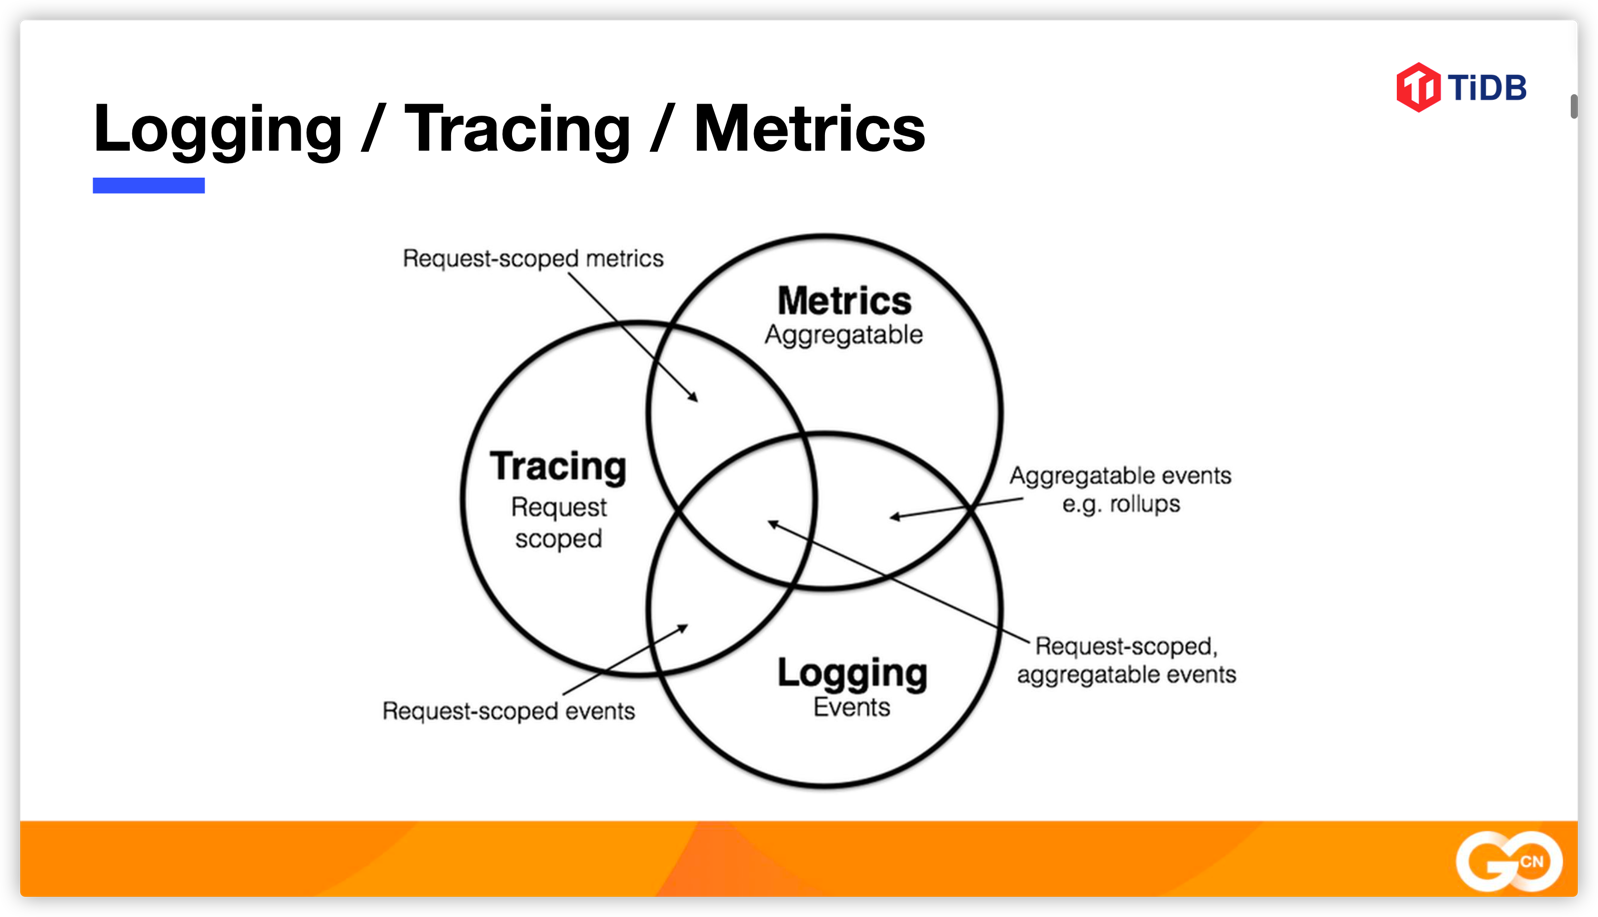 TiDB
Logging / Tracing / Metrics
Request-scoped metrics
Metrics
Aggregatable
Tracing
Request
scoped
Aggregatable events
e.g. rollups
Request-scoped,
aggregatable events
Logging
Events
Request-scoped events
GO CN